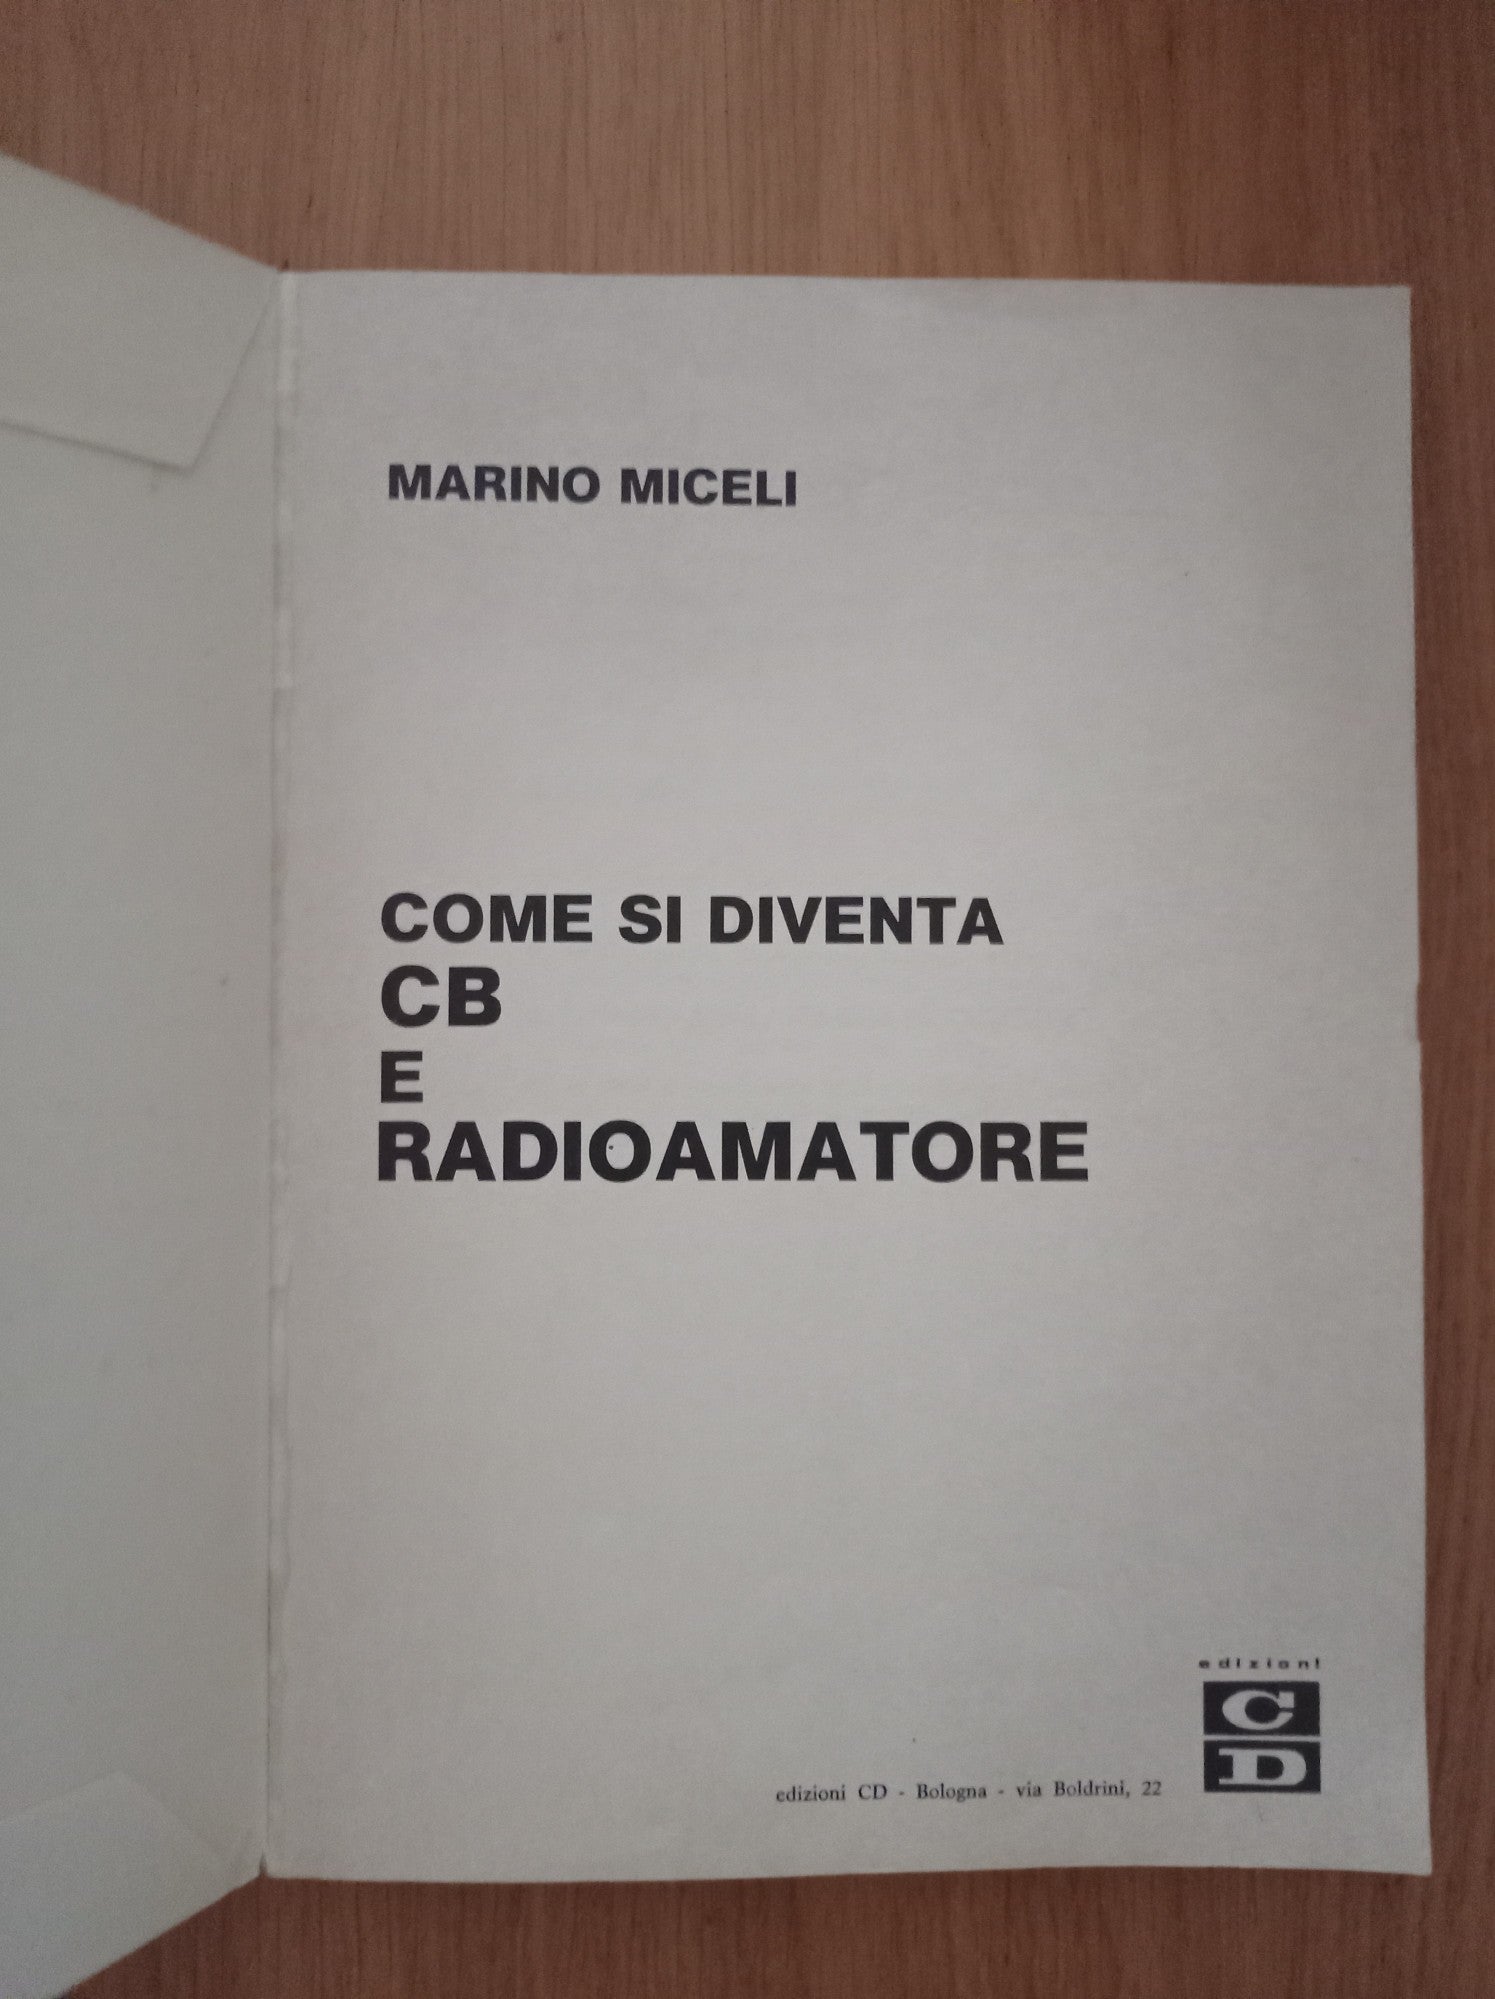 MARINO MICELI
COME SI DIVENTA
CB
E
RADIOAMATORE
edizioni
CD
edizioni CD - Bologna - via Boldrini, 22